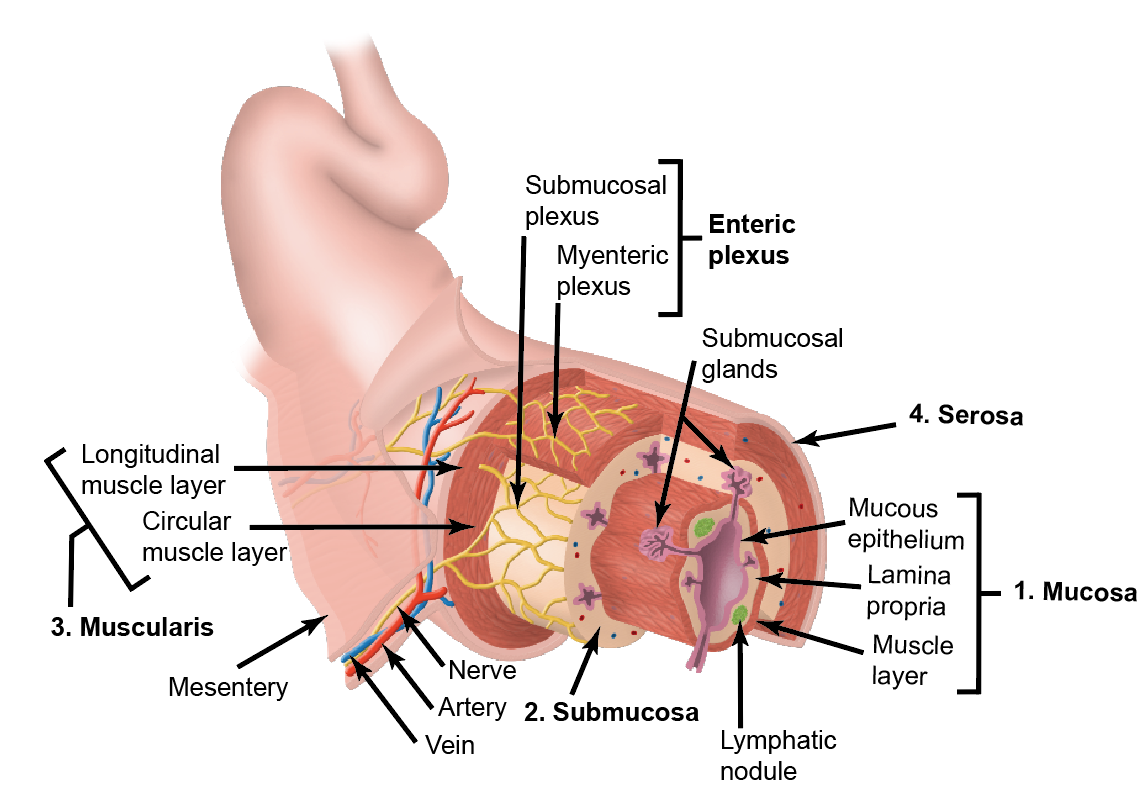 Submucosal
plexus
Myenteric
plexus
Enteric
plexus
Submucosal
glands
4. Serosa
Longitudinal
muscle layer
Circular
muscle layer
3. Muscularis
Mucous
epithelium
Lamina
propria
Muscle
layer
1. Mucosa
Mesentery
Nerve
Artery
Vein
2. Submucosa
Lymphatic
nodule